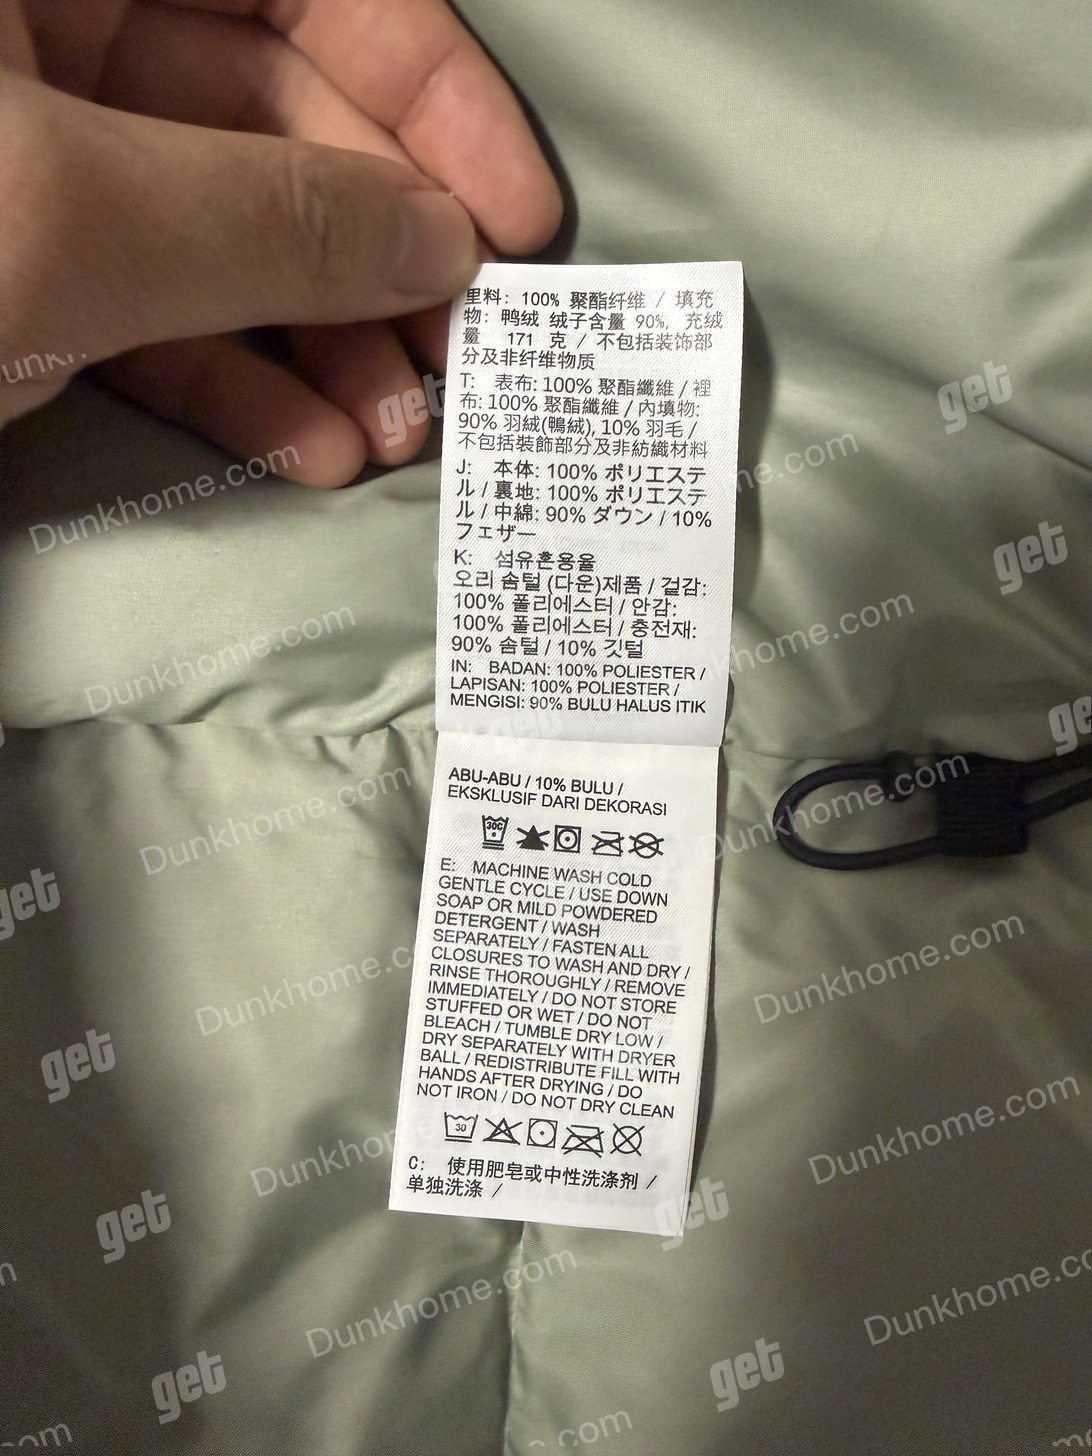 里料: 100% 聚酯纤维 / 填充
物: 鸭绒 绒子含量 90%, 充绒
量 171 克 / 不包括装饰部
分及非纤维物质
T: 表布: 100% 聚酯纖維 / 裡
布: 100% 聚酯纖維 / 內填物:
90% 羽絨(鴨絨), 10% 羽毛 /
不包括裝飾部分及非紡織材料
J: 本体: 100% ポリエステ
ル / 裏地: 100% ポリエステ
ル / 中綿: 90% ダウン / 10%
フェザー
K: 섬유혼용율
오리 솜털 (다운)제품 / 겉감:
100% 폴리에스터 / 안감:
100% 폴리에스터 / 충전재:
90% 솜털 / 10% 깃털
IN: BADAN: 100% POLIESTER /
LAPISAN: 100% POLIESTER /
MENGISI: 90% BULU HALUS ITIK
ABU-ABU / 10% BULU /
EKSKLUSIF DARI DEKORASI
30C
E: MACHINE WASH COLD
GENTLE CYCLE / USE DOWN
SOAP OR MILD POWDERED
DETERGENT / WASH
SEPARATELY / FASTEN ALL
CLOSURES TO WASH AND DRY /
RINSE THOROUGHLY / REMOVE
IMMEDIATELY / DO NOT STORE
STUFFED OR WET / DO NOT
BLEACH / TUMBLE DRY LOW /
DRY SEPARATELY WITH DRYER
BALL / REDISTRIBUTE FILL WITH
HANDS AFTER DRYING / DO
NOT IRON / DO NOT DRY CLEAN
30
C: 使用肥皂或中性洗涤剂 /
单独洗涤 /
get
Dunkhome.com